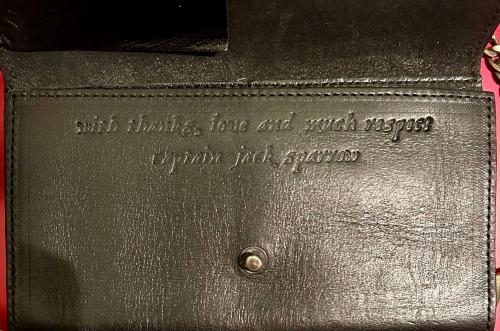 with thanks, love and much respect
captain jack sparrow